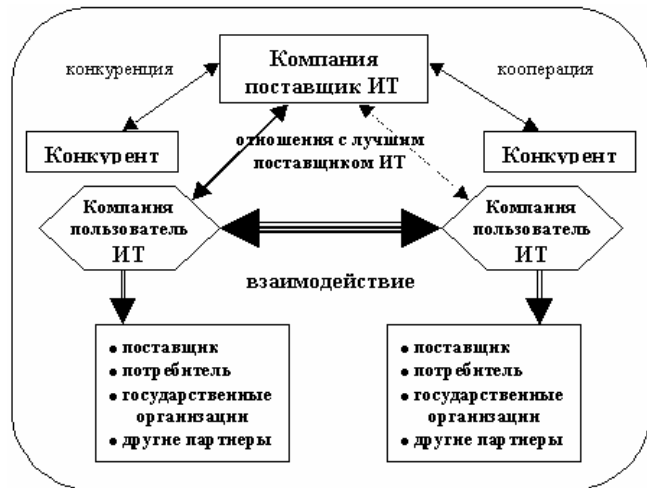 Компания
поставщик ИТ
конкуренция
кооперация
отношения с лучшим
поставщиком ИТ
Конкурент
Конкурент
Компания
пользователь
ИТ
Компания
пользователь
ИТ
взаимодействие
• поставщик
• потребитель
• государственные
организации
• другие партнеры
• поставщик
• потребитель
• государственные
организации
• другие партнеры